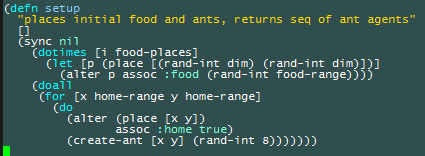 (defn setup
  "places initial food and ants, returns seq of ant agents"
  []
  (sync nil
    (dotimes [i food-places]
      (let [p (place [(rand-int dim) (rand-int dim)])]
        (alter p assoc :food (rand-int food-range))))
    (doall
     (for [x home-range y home-range]
       (do
         (alter (place [x y])
                assoc :home true)
         (create-ant [x y] (rand-int 8)))))))